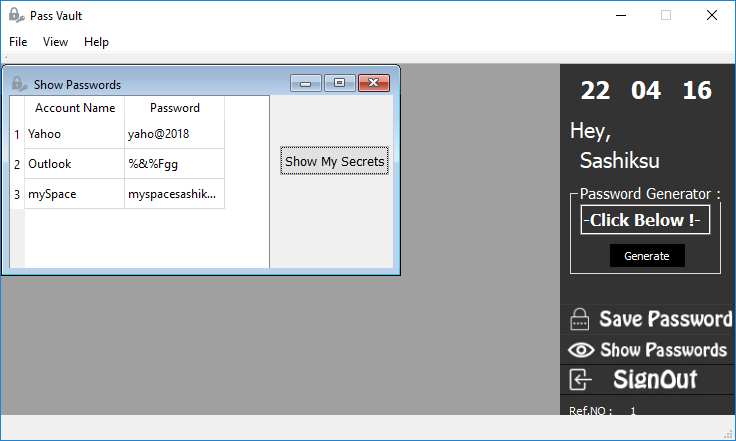 Pass Vault
File View Help
Show Passwords
Account Name Password
1 Yahoo yaho@2018
2 Outlook %&%Fgg
3 mySpace myspacesashik...
Show My Secrets
22 04 16
Hey,
Sashiksu
Password Generator :
-Click Below !-
Generate
Save Password
Show Passwords
SignOut
Ref.NO : 1